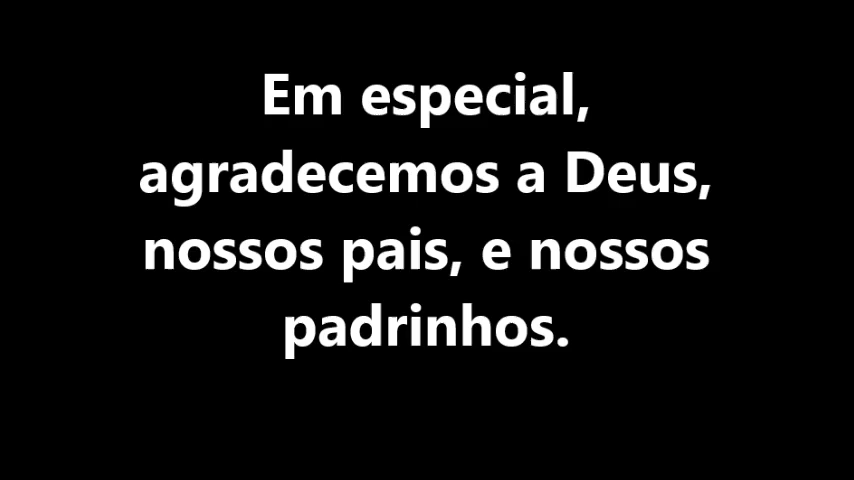 Em especial,
agradecemos a Deus,
nossos pais, e nossos
padrinhos.